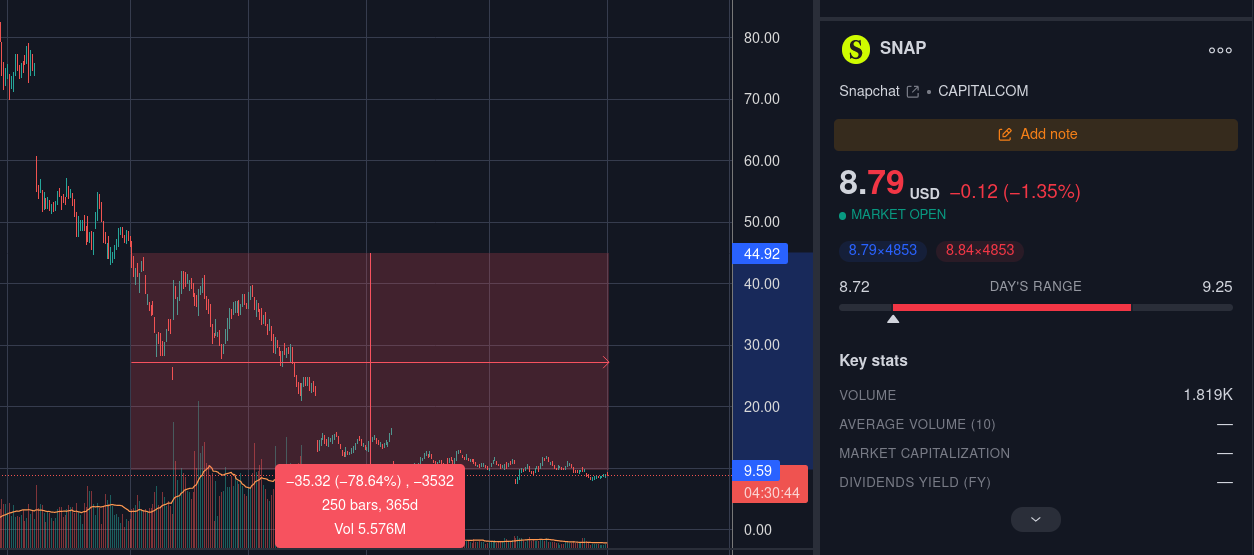 80.00
70.00
60.00
50.00
44.92
40.00
30.00
20.00
9.59
04:30:44
0.00
−35.32 (−78.64%) , −3532
250 bars, 365d
Vol 5.576M
SNAP
Snapchat • CAPITALCOM
Add note
8.79 USD −0.12 (−1.35%)
MARKET OPEN
8.79×4853 8.84×4853
8.72 DAY'S RANGE 9.25
Key stats
VOLUME 1.819K
AVERAGE VOLUME (10) —
MARKET CAPITALIZATION —
DIVIDENDS YIELD (FY) —